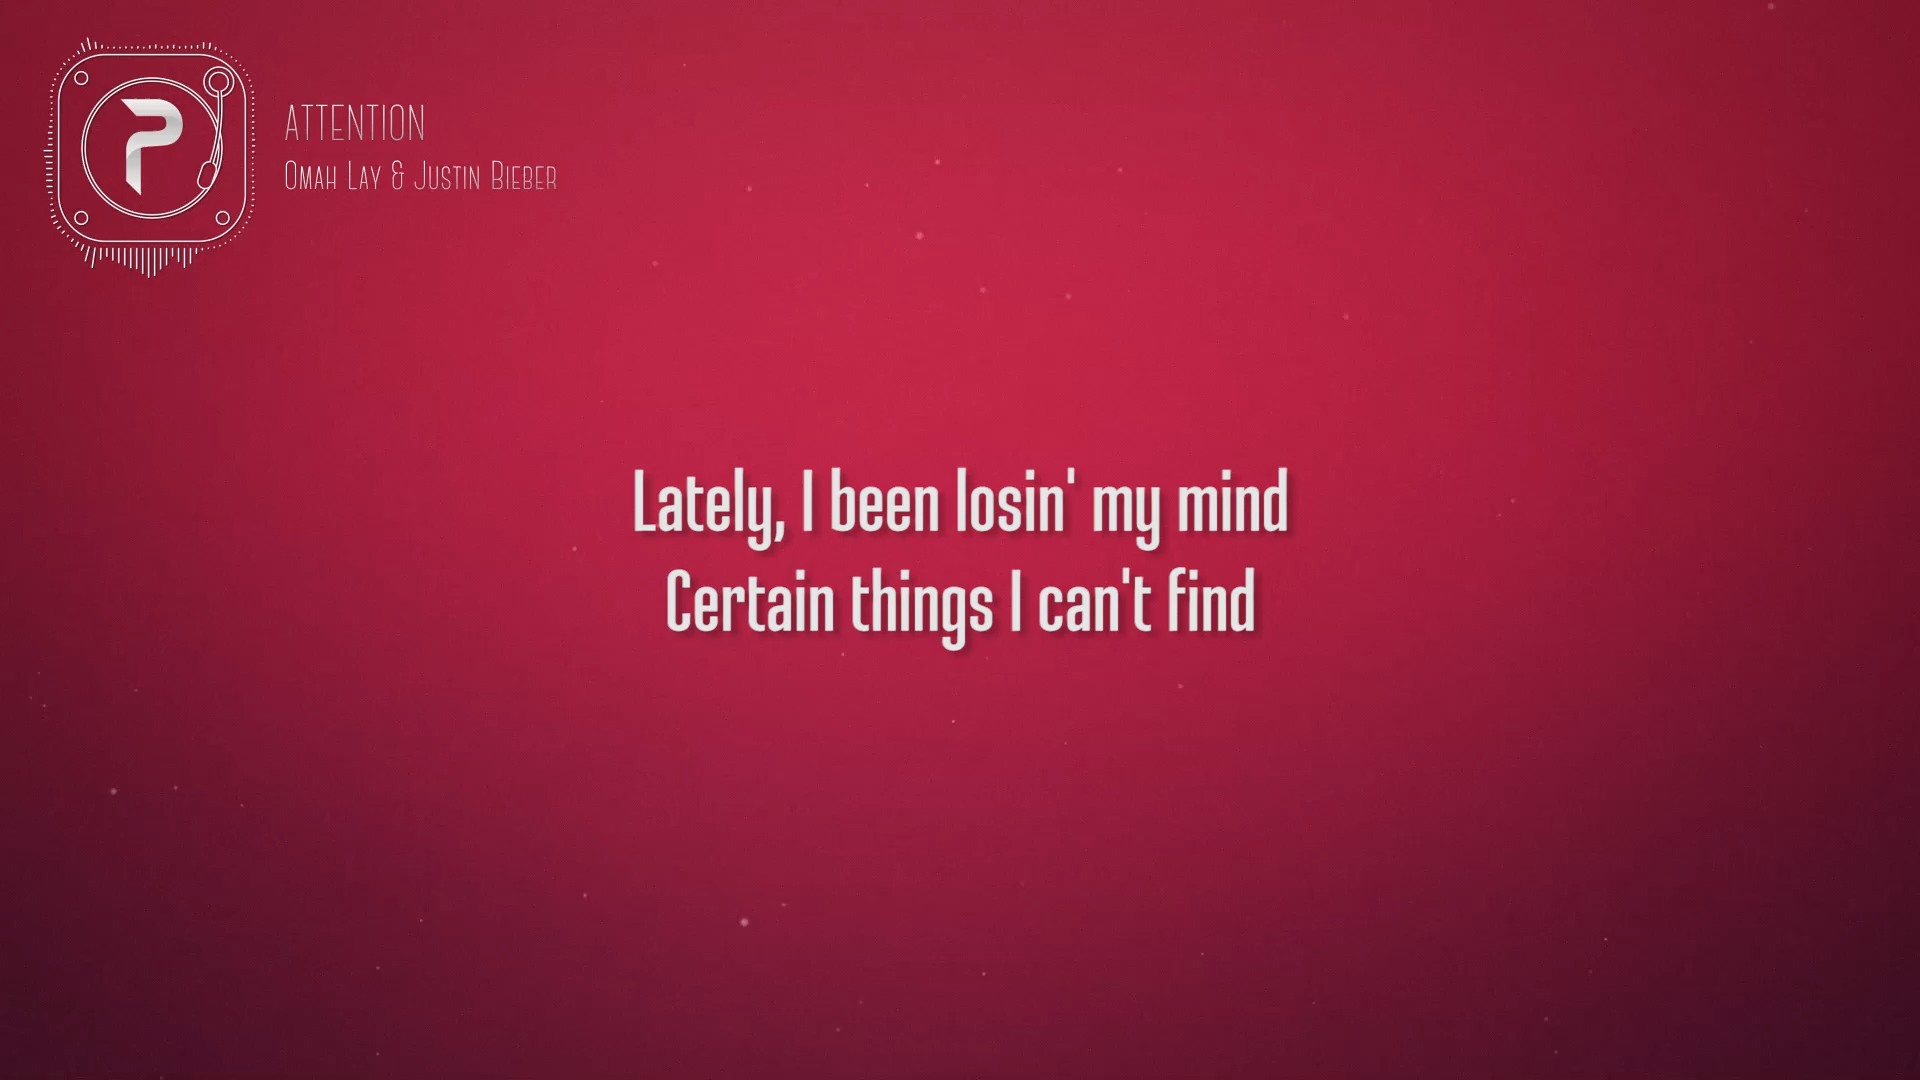 ATTENTION
OMAH LAY & JUSTIN BIEBER
Lately, I been losin' my mind
Certain things I can't find